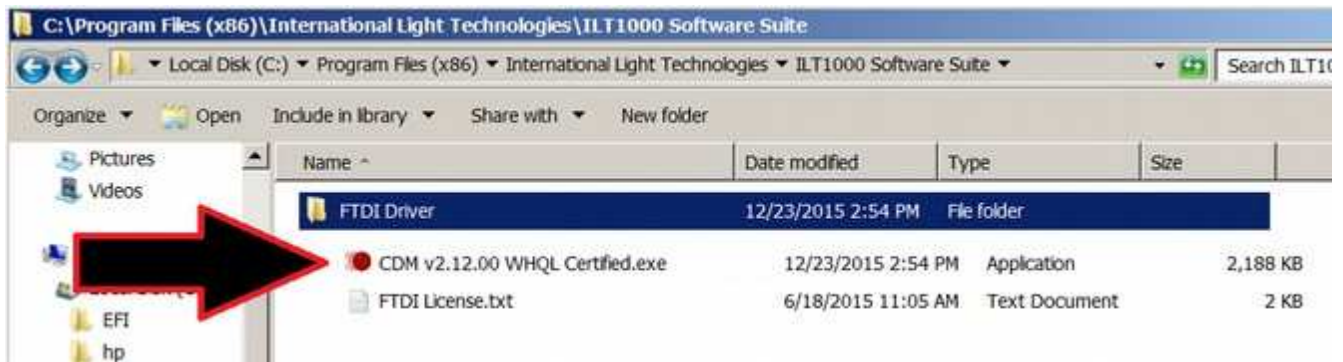 C:\Program Files (x86)\International Light Technologies\ILT1000 Software Suite
Local Disk (C:) Program Files (x86) International Light Technologies ILT1000 Software Suite Search ILT10
Organize Open Include in library Share with New folder
Pictures
Videos
Name Date modified Type Size
FTDI Driver 12/23/2015 2:54 PM File folder
CDM v2.12.00 WHQL Certified.exe 12/23/2015 2:54 PM Application 2,188 KB
FTDI License.txt 6/18/2015 11:05 AM Text Document 2 KB
EFI
hp